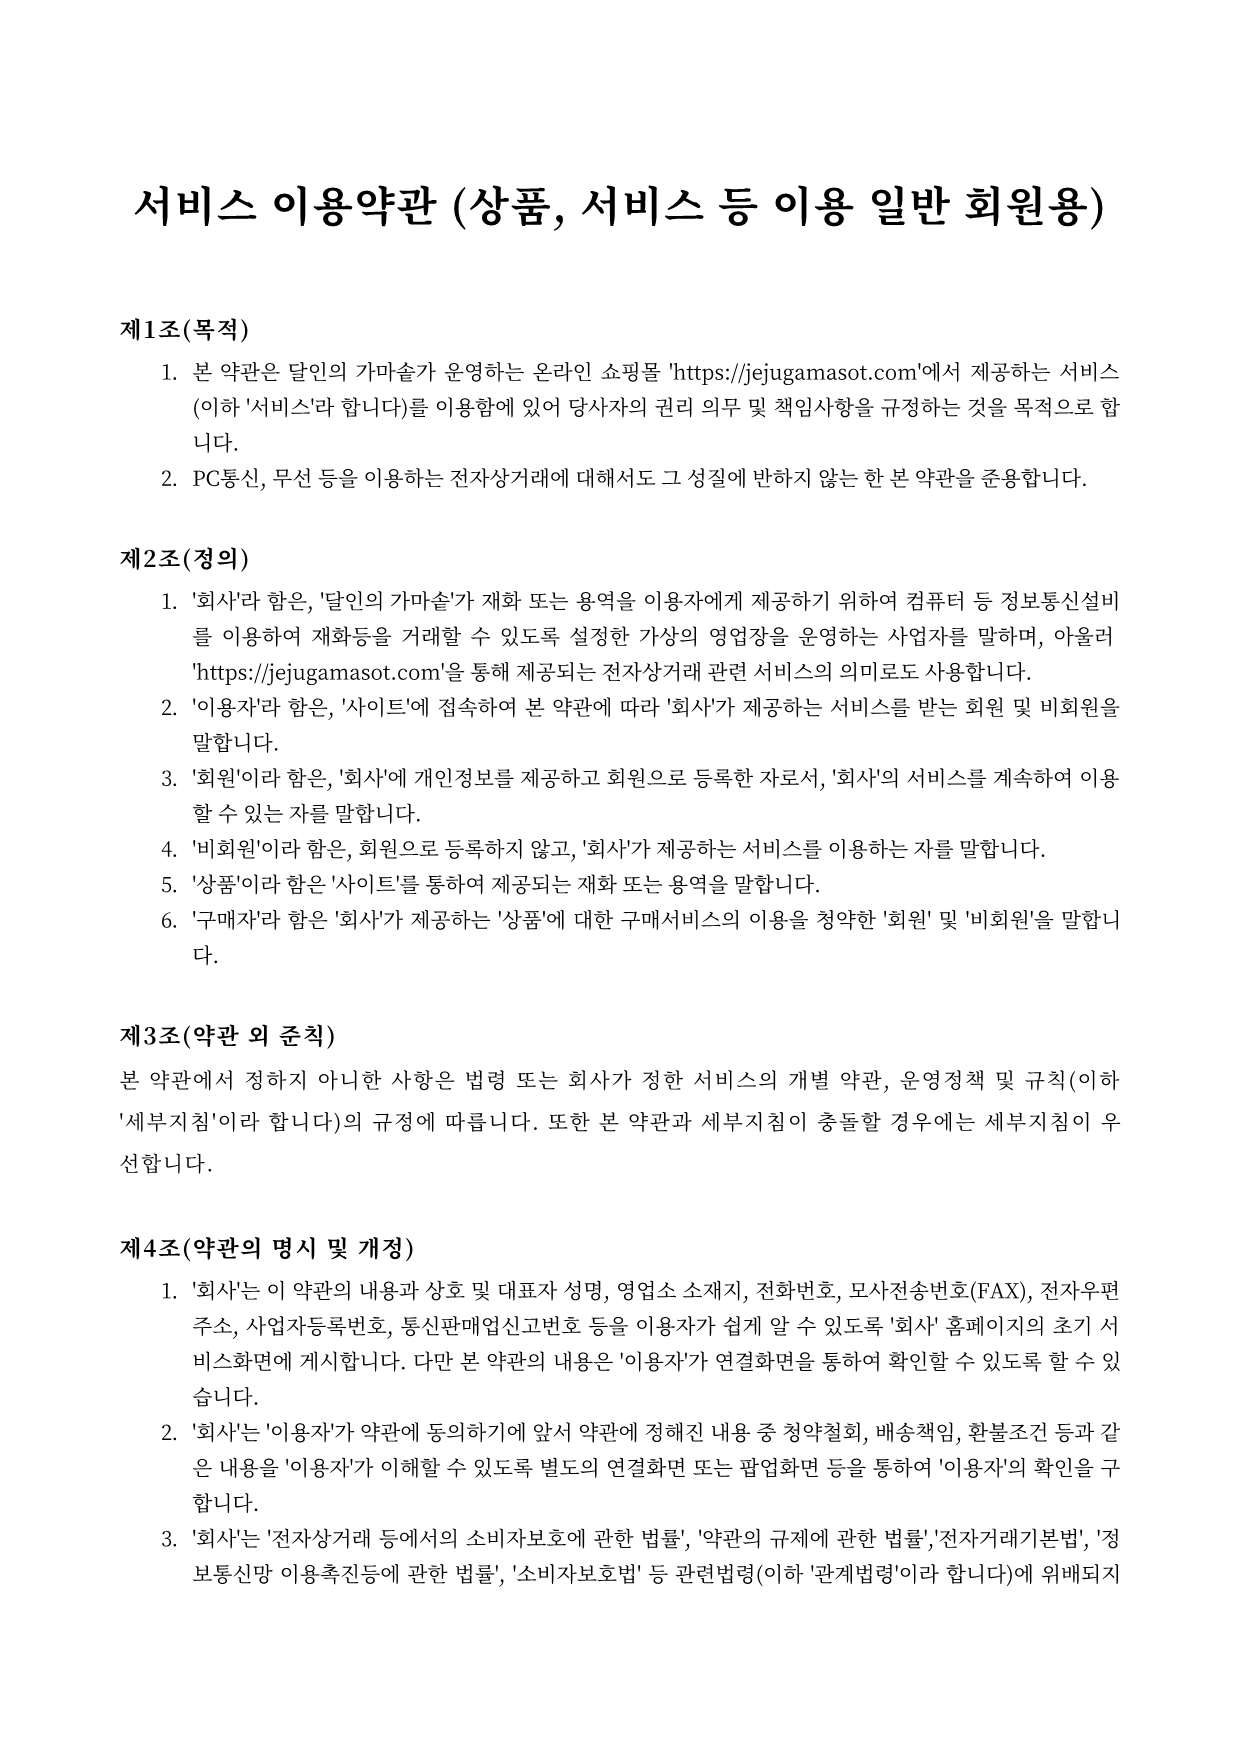 서비스 이용약관 (상품, 서비스 등 이용 일반 회원용)
제1조(목적)
1. 본 약관은 달인의 가마솥가 운영하는 온라인 쇼핑몰 'https://jejugamasot.com'에서 제공하는 서비스
(이하 '서비스'라 합니다)를 이용함에 있어 당사자의 권리 의무 및 책임사항을 규정하는 것을 목적으로 합
니다.
2. PC통신, 무선 등을 이용하는 전자상거래에 대해서도 그 성질에 반하지 않는 한 본 약관을 준용합니다.
제2조(정의)
1. '회사'라 함은, '달인의 가마솥'가 재화 또는 용역을 이용자에게 제공하기 위하여 컴퓨터 등 정보통신설비
를 이용하여 재화등을 거래할 수 있도록 설정한 가상의 영업장을 운영하는 사업자를 말하며, 아울러
'https://jejugamasot.com'을 통해 제공되는 전자상거래 관련 서비스의 의미로도 사용합니다.
2. '이용자'라 함은, '사이트'에 접속하여 본 약관에 따라 '회사'가 제공하는 서비스를 받는 회원 및 비회원을
말합니다.
3. '회원'이라 함은, '회사'에 개인정보를 제공하고 회원으로 등록한 자로서, '회사'의 서비스를 계속하여 이용
할 수 있는 자를 말합니다.
4. '비회원'이라 함은, 회원으로 등록하지 않고, '회사'가 제공하는 서비스를 이용하는 자를 말합니다.
5. '상품'이라 함은 '사이트'를 통하여 제공되는 재화 또는 용역을 말합니다.
6. '구매자'라 함은 '회사'가 제공하는 '상품'에 대한 구매서비스의 이용을 청약한 '회원' 및 '비회원'을 말합니
다.
제3조(약관 외 준칙)
본 약관에서 정하지 아니한 사항은 법령 또는 회사가 정한 서비스의 개별 약관, 운영정책 및 규칙(이하
'세부지침'이라 합니다)의 규정에 따릅니다. 또한 본 약관과 세부지침이 충돌할 경우에는 세부지침이 우
선합니다.
제4조(약관의 명시 및 개정)
1. '회사'는 이 약관의 내용과 상호 및 대표자 성명, 영업소 소재지, 전화번호, 모사전송번호(FAX), 전자우편
주소, 사업자등록번호, 통신판매업신고번호 등을 이용자가 쉽게 알 수 있도록 '회사' 홈페이지의 초기 서
비스화면에 게시합니다. 다만 본 약관의 내용은 '이용자'가 연결화면을 통하여 확인할 수 있도록 할 수 있
습니다.
2. '회사'는 '이용자'가 약관에 동의하기에 앞서 약관에 정해진 내용 중 청약철회, 배송책임, 환불조건 등과 같
은 내용을 '이용자'가 이해할 수 있도록 별도의 연결화면 또는 팝업화면 등을 통하여 '이용자'의 확인을 구
합니다.
3. '회사'는 '전자상거래 등에서의 소비자보호에 관한 법률', '약관의 규제에 관한 법률','전자거래기본법', '정
보통신망 이용촉진등에 관한 법률', '소비자보호법' 등 관련법령(이하 '관계법령'이라 합니다)에 위배되지